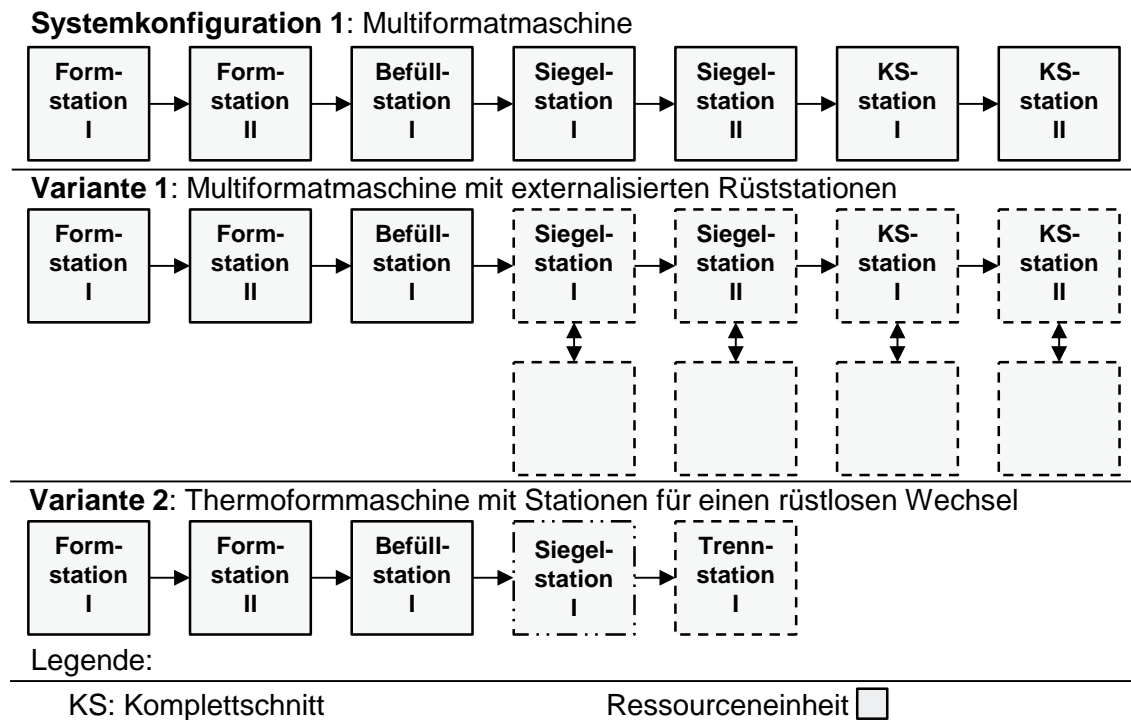 Systemkonfiguration 1: Multiformatmaschine
Form-
station
I
Form-
station
II
Befüll-
station
I
Siegel-
station
I
Siegel-
station
II
KS-
station
I
KS-
station
II
Variante 1: Multiformatmaschine mit externalisierten Rüststationen
Form-
station
I
Form-
station
II
Befüll-
station
I
Siegel-
station
I
Siegel-
station
II
KS-
station
I
KS-
station
II
Variante 2: Thermoformmaschine mit Stationen für einen rüstlosen Wechsel
Form-
station
I
Form-
station
II
Befüll-
station
I
Siegel-
station
I
Trenn-
station
I
Legende:
KS: Komplettschnitt
Ressourceneinheit